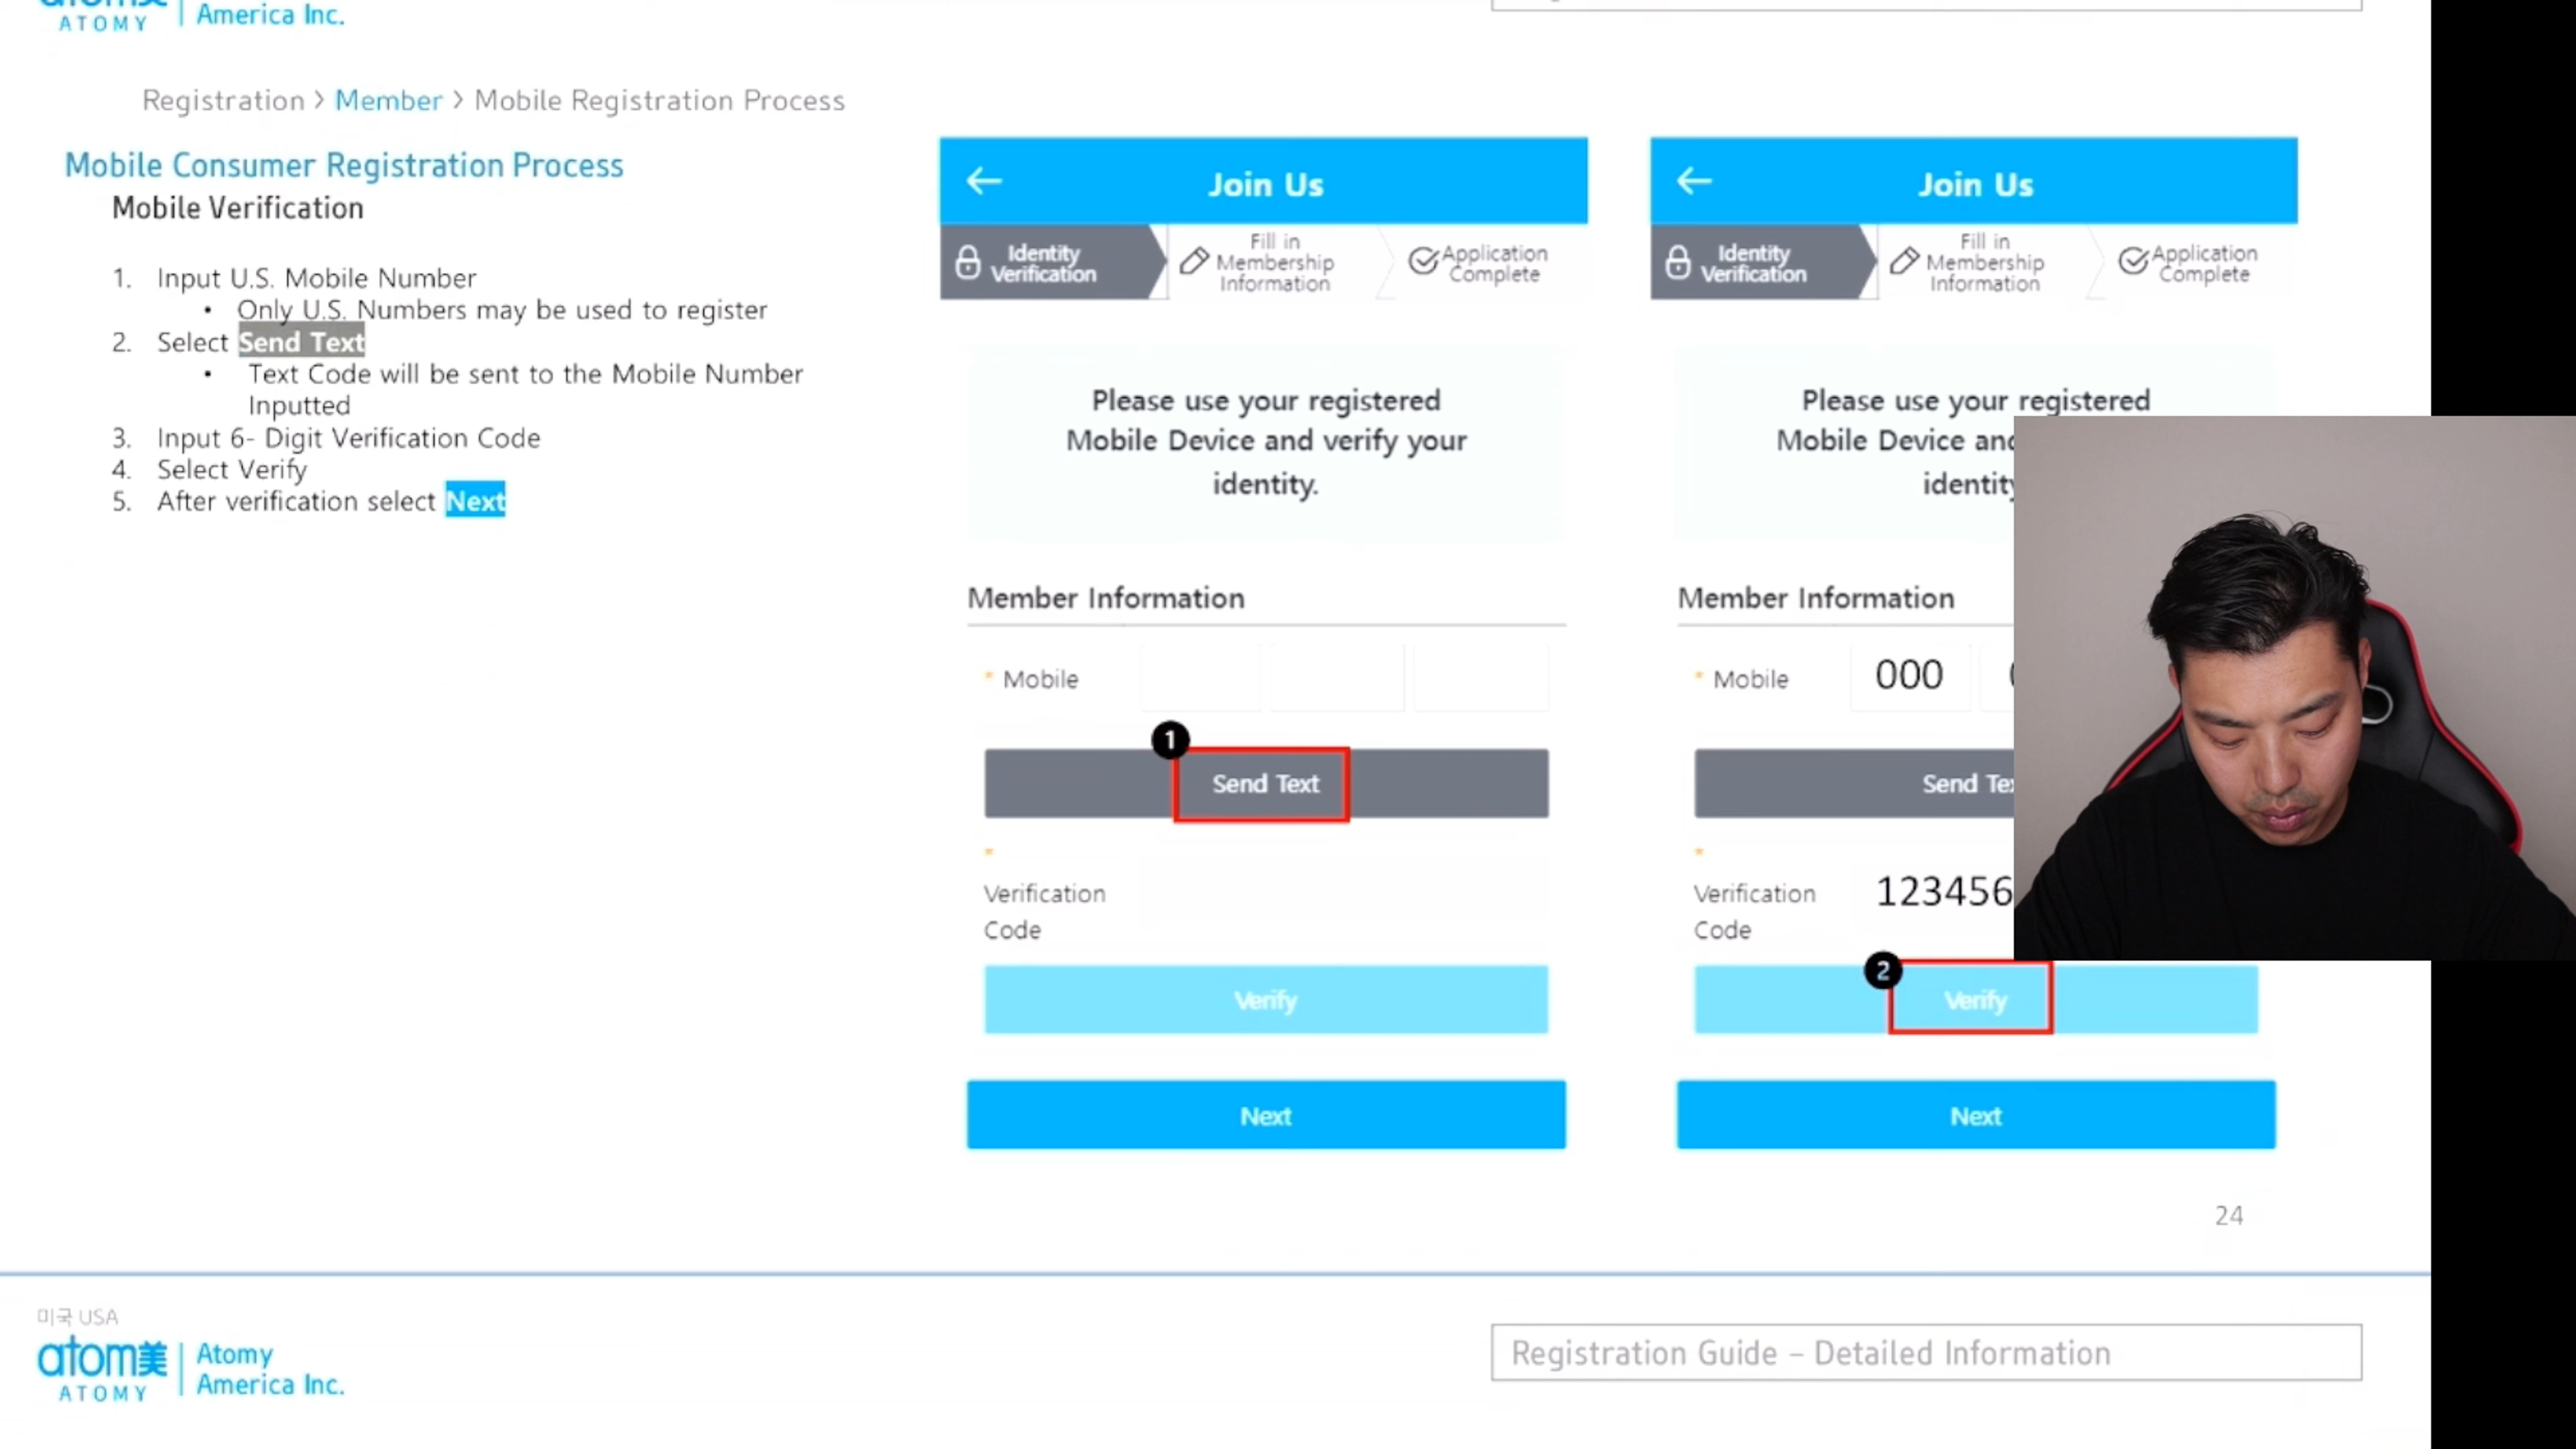 atom美
ATOMY
America Inc.
Registration > Member > Mobile Registration Process
Mobile Consumer Registration Process
Mobile Verification
1. Input U.S. Mobile Number
• Only U.S. Numbers may be used to register
2. Select Send Text
• Text Code will be sent to the Mobile Number
Inputted
3. Input 6- Digit Verification Code
4. Select Verify
5. After verification select Next
Join Us
Identity
Verification
Fill in
Membership
Information
Application
Complete
Please use your registered
Mobile Device and verify your
identity.
Member Information
* Mobile
1
Send Text
*
Verification
Code
Verify
Next
Join Us
Identity
Verification
Fill in
Membership
Information
Application
Complete
Please use your registered
Mobile Device and
identity
Member Information
* Mobile 000
Send Tex
*
Verification
Code
123456
2
Verify
Next
24
미국 USA
atom美
ATOMY
Atomy
America Inc.
Registration Guide – Detailed Information